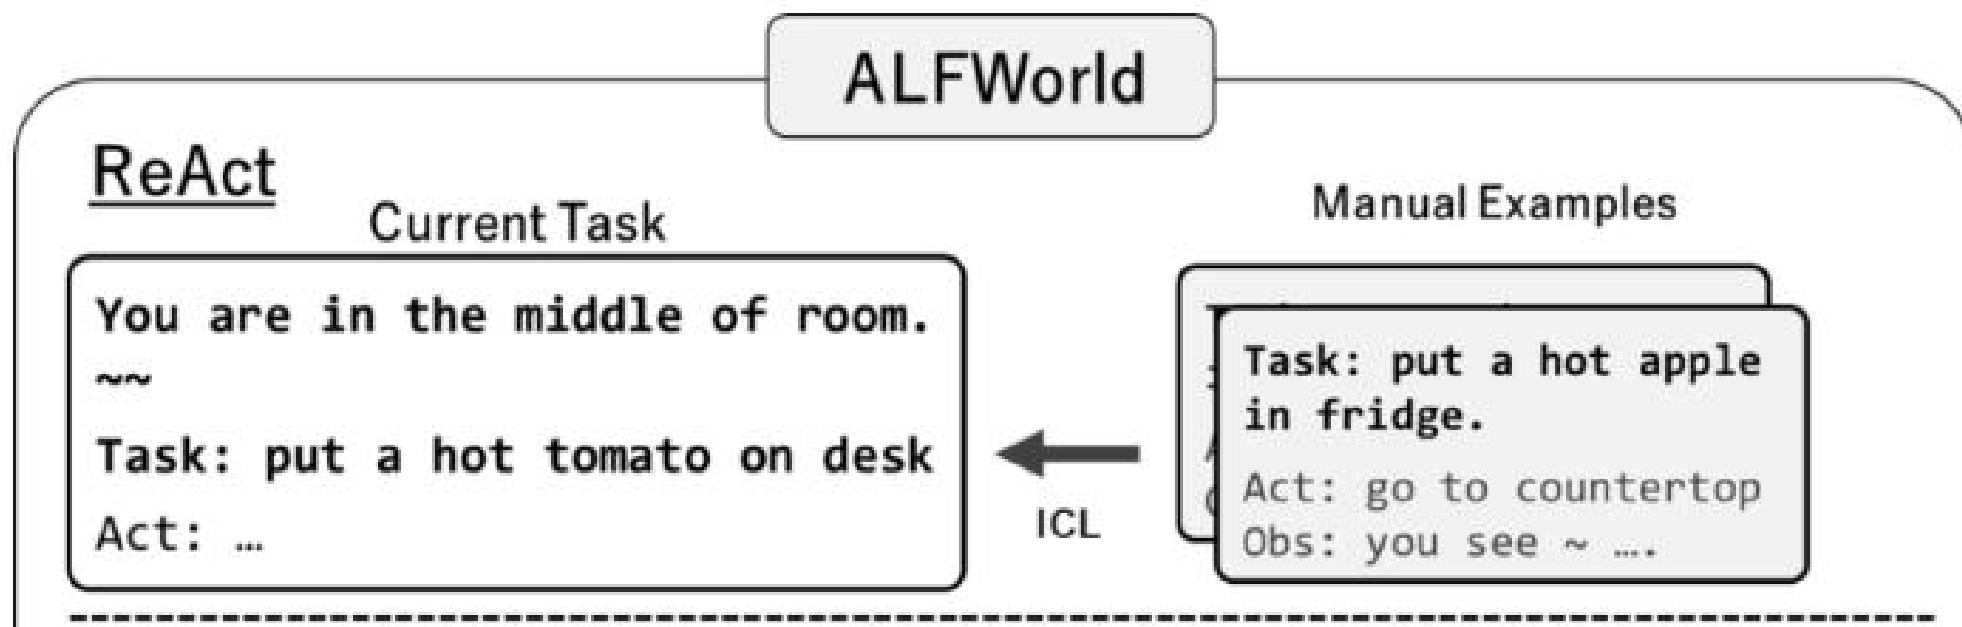 ALFWorld
ReAct
Current Task
You are in the middle of room.
~~
Task: put a hot tomato on desk
Act: …
ICL
Manual Examples
Task: put a hot apple
in fridge.
Act: go to countertop
Obs: you see ~ ….